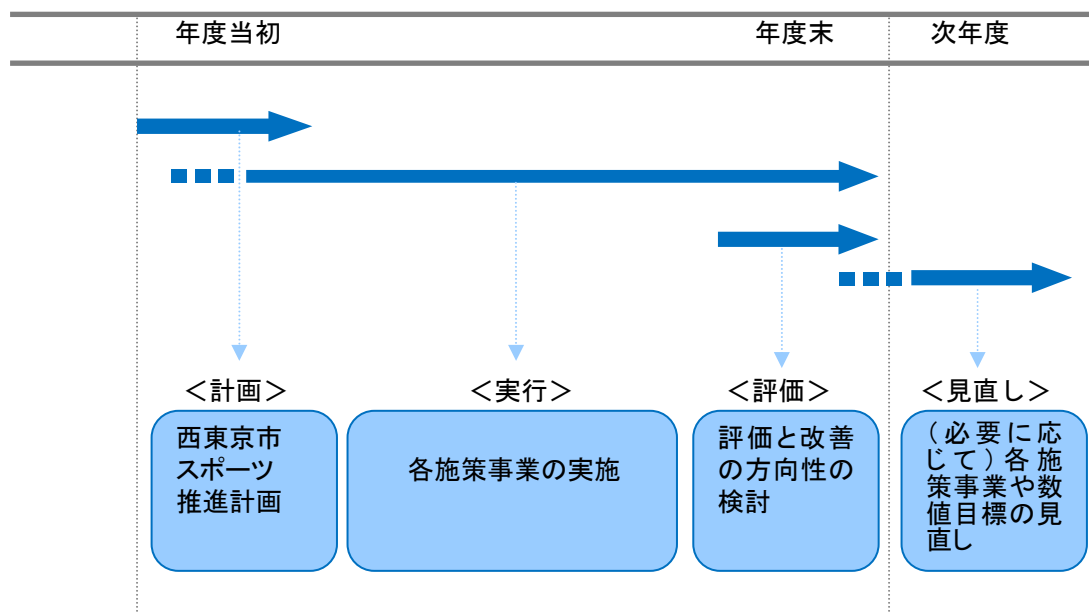 年度当初
年度末
次年度
＜計画＞
＜実行＞
＜評価＞
＜見直し＞
西東京市
スポーツ
推進計画
各施策事業の実施
評価と改善
の方向性の
検討
（必要に応
じて）各施
策事業や数
値目標の見
直し